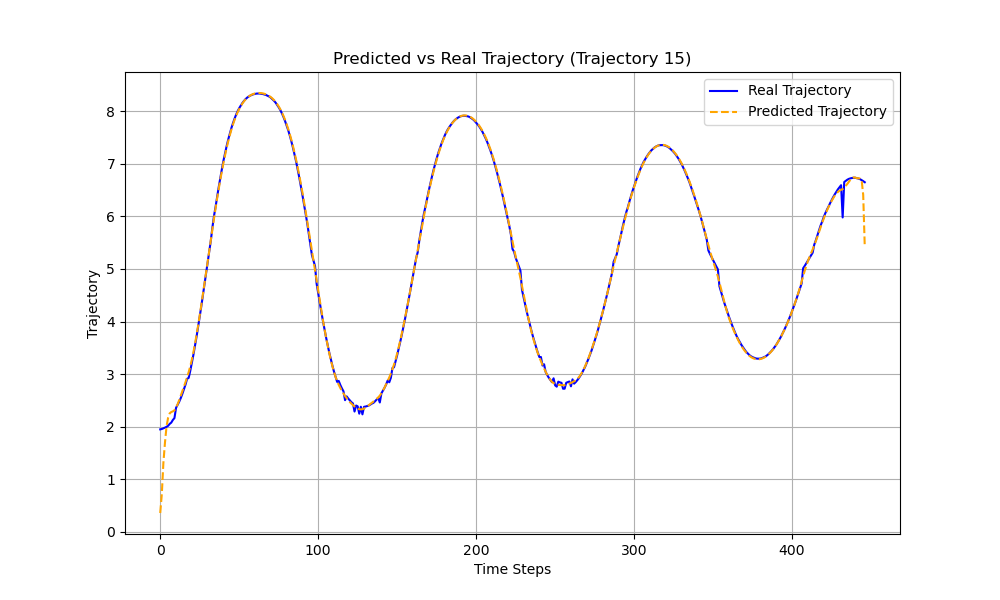 Predicted vs Real Trajectory (Trajectory 15)
Real Trajectory
Predicted Trajectory
Trajectory
8
7
6
5
4
3
2
1
0
0 100 200 300 400
Time Steps